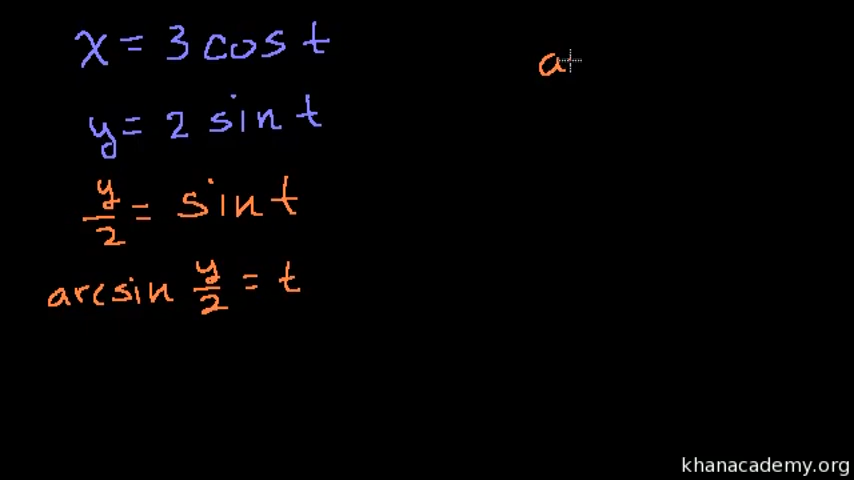 x = 3 cos t
y = 2 sin t
y/2 = sin t
arcsin y/2 = t
a
khanacademy.org